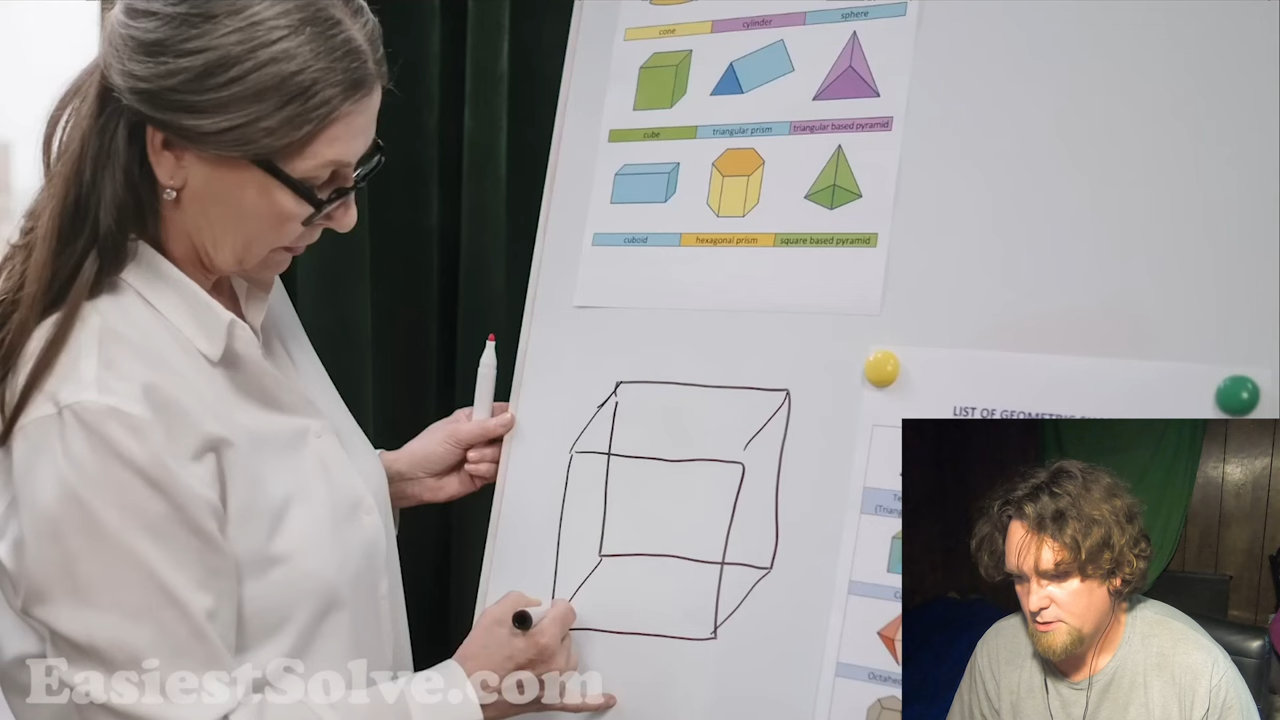 cone cylinder sphere
cube triangular prism triangular based pyramid
cuboid hexagonal prism square based pyramid
LIST OF GEOMETRIC
EasiestSolve.com